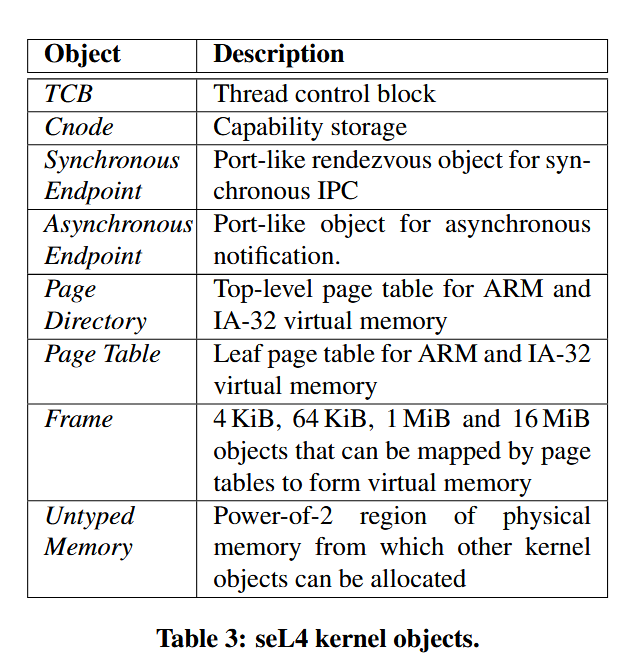 Object Description
TCB Thread control block
Cnode Capability storage
Synchronous Port-like rendezvous object for syn-
Endpoint chronous IPC
Asynchronous Port-like object for asynchronous
Endpoint notification.
Page Top-level page table for ARM and
Directory IA-32 virtual memory
Page Table Leaf page table for ARM and IA-32
virtual memory
Frame 4 KiB, 64 KiB, 1 MiB and 16 MiB
objects that can be mapped by page
tables to form virtual memory
Untyped Power-of-2 region of physical
Memory memory from which other kernel
objects can be allocated
Table 3: seL4 kernel objects.